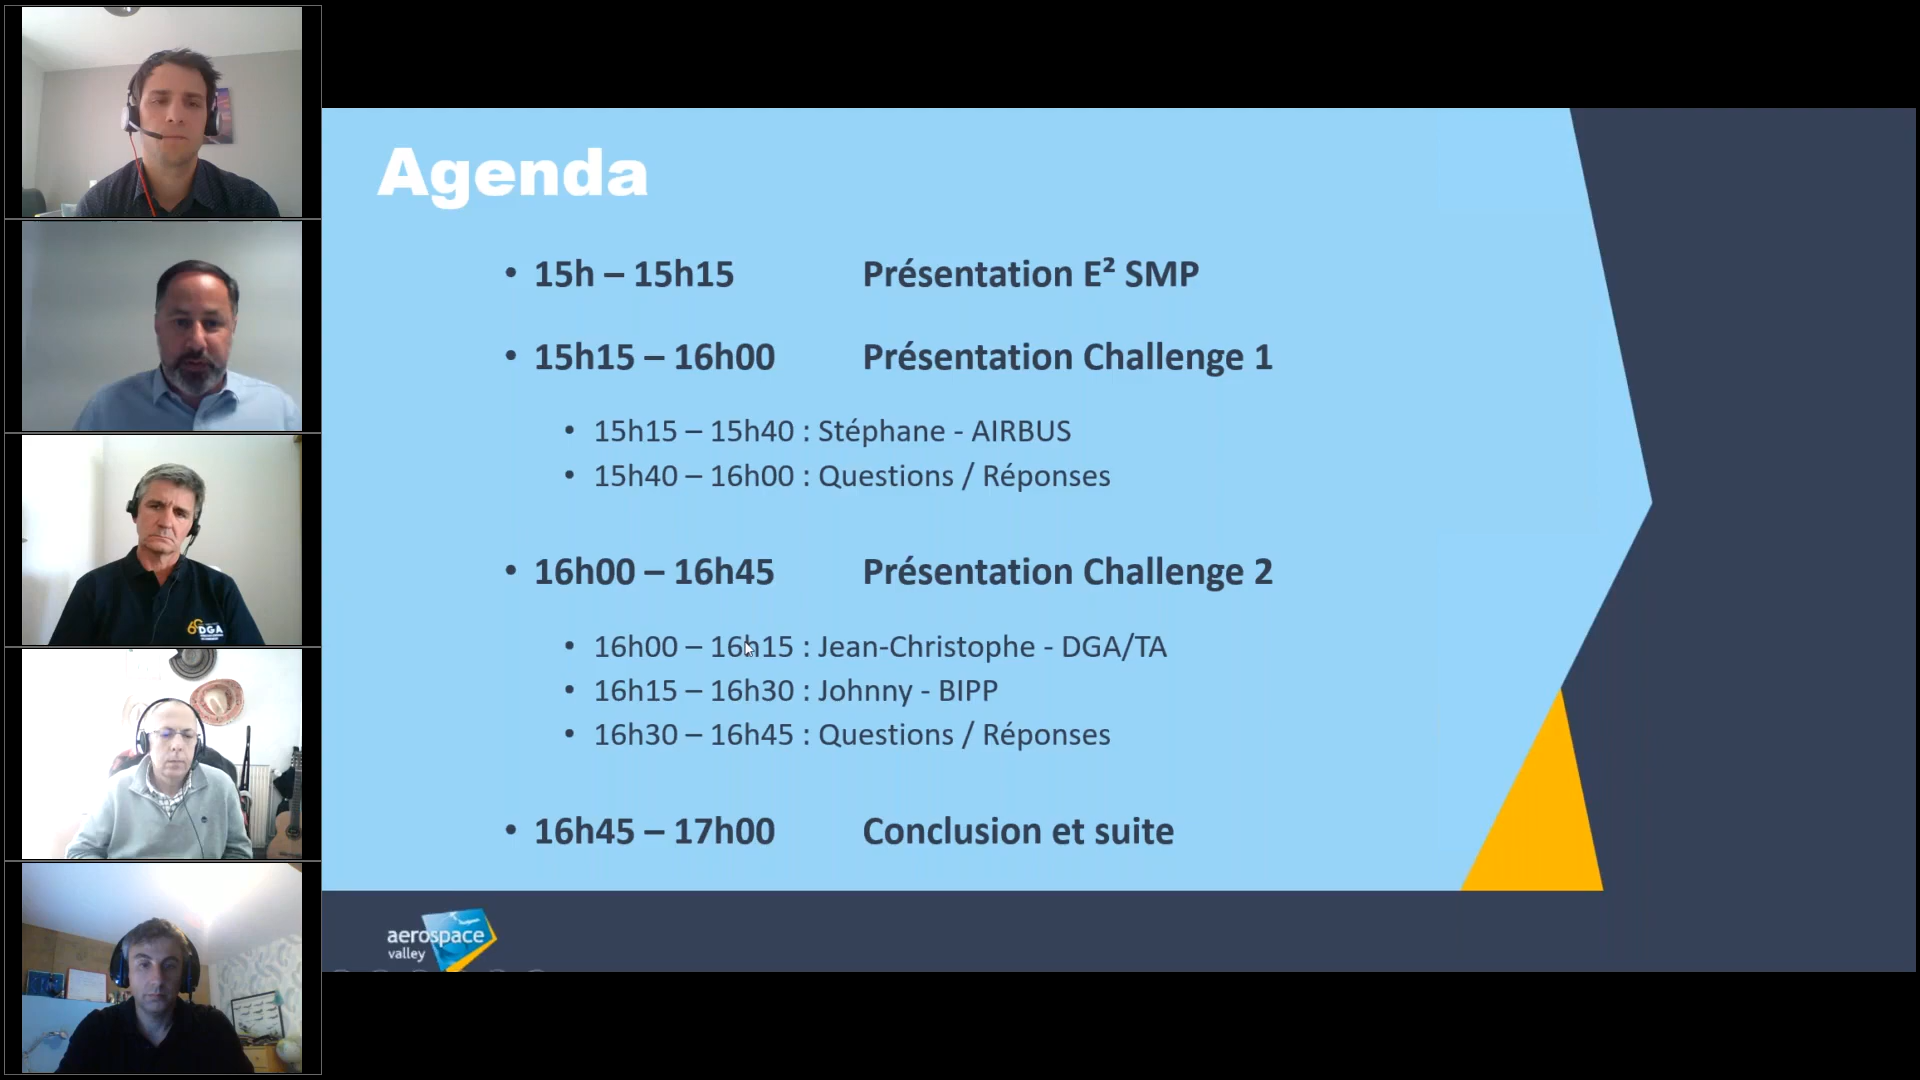 Agenda
• 15h – 15h15 Présentation E² SMP
• 15h15 – 16h00 Présentation Challenge 1
• 15h15 – 15h40 : Stéphane - AIRBUS
• 15h40 – 16h00 : Questions / Réponses
• 16h00 – 16h45 Présentation Challenge 2
• 16h00 – 16h15 : Jean-Christophe - DGA/TA
• 16h15 – 16h30 : Johnny - BIPP
• 16h30 – 16h45 : Questions / Réponses
• 16h45 – 17h00 Conclusion et suite
aerospace
valley
DGA